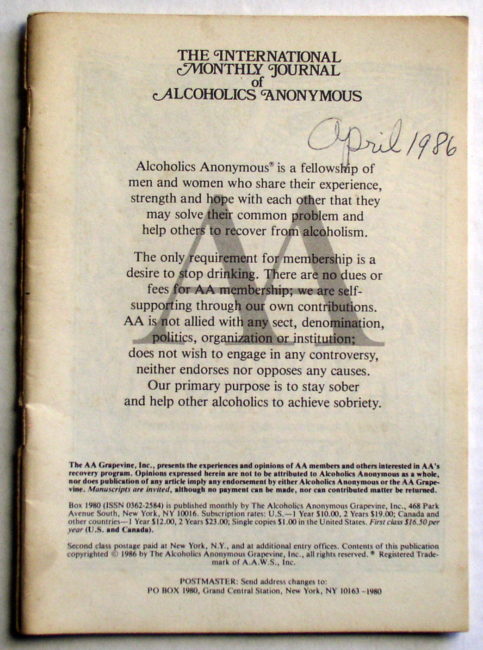 THE INTERNATIONAL
MONTHLY JOURNAL
of
ALCOHOLICS ANONYMOUS
April 1986
Alcoholics Anonymous® is a fellowship of
men and women who share their experience,
strength and hope with each other that they
may solve their common problem and
help others to recover from alcoholism.
The only requirement for membership is a
desire to stop drinking. There are no dues or
fees for AA membership; we are self-
supporting through our own contributions.
AA is not allied with any sect, denomination,
politics, organization or institution;
does not wish to engage in any controversy,
neither endorses nor opposes any causes.
Our primary purpose is to stay sober
and help other alcoholics to achieve sobriety.
AA
The AA Grapevine, Inc., presents the experiences and opinions of AA members and others interested in AA's
recovery program. Opinions expressed herein are not to be attributed to Alcoholics Anonymous as a whole,
nor does publication of any article imply any endorsement by either Alcoholics Anonymous or the AA Grape-
vine. Manuscripts are invited, although no payment can be made, nor can contributed matter be returned.
Box 1980 (ISSN 0362-2584) is published monthly by The Alcoholics Anonymous Grapevine, Inc., 468 Park
Avenue South, New York, NY 10016. Subscription rates: U.S.—1 Year $10.00, 2 Years $19.00; Canada and
other countries—1 Year $12.00, 2 Years $23.00; Single copies $1.00 in the United States. First class $16.50 per
year (U.S. and Canada).
Second class postage paid at New York, N.Y., and at additional entry offices. Contents of this publication
copyrighted © 1986 by The Alcoholics Anonymous Grapevine, Inc., all rights reserved. ® Registered Trade-
mark of A.A.W.S., Inc.
POSTMASTER: Send address changes to:
PO BOX 1980, Grand Central Station, New York, NY 10163-1980